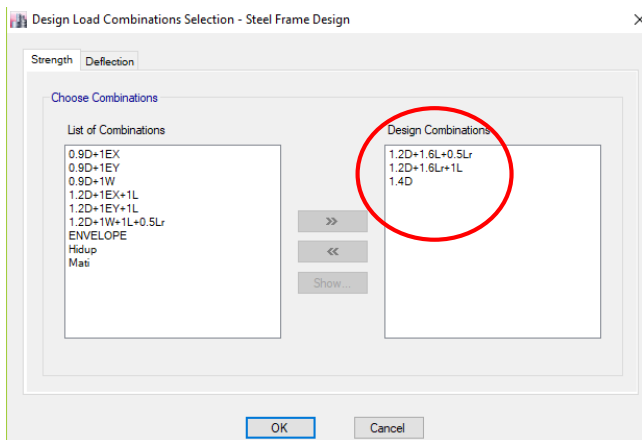 Design Load Combinations Selection - Steel Frame Design
Strength
Deflection
Choose Combinations
List of Combinations
0.9D+1EX
0.9D+1EY
0.9D+1W
1.2D+1EX+1L
1.2D+1EY+1L
1.2D+1W+1L+0.5Lr
ENVELOPE
Hidup
Mati
>>
<<
Show...
Design Combinations
1.2D+1.6L+0.5Lr
1.2D+1.6Lr+1L
1.4D
OK
Cancel